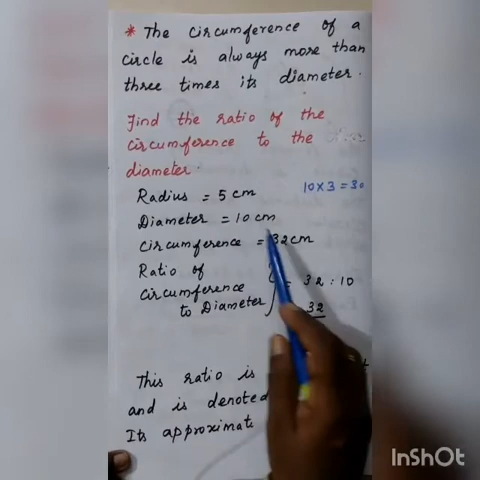 * The circumference of a
circle is always more than
three times its diameter.
Find the ratio of the
circumference to the
diameter.
Radius = 5 cm
10 x 3 = 30
Diameter = 10 cm
circumference = 32 cm
Ratio of
circumference
to Diameter
= 32 : 10
32
This ratio is
and is denoted
Its approximat
InShOt